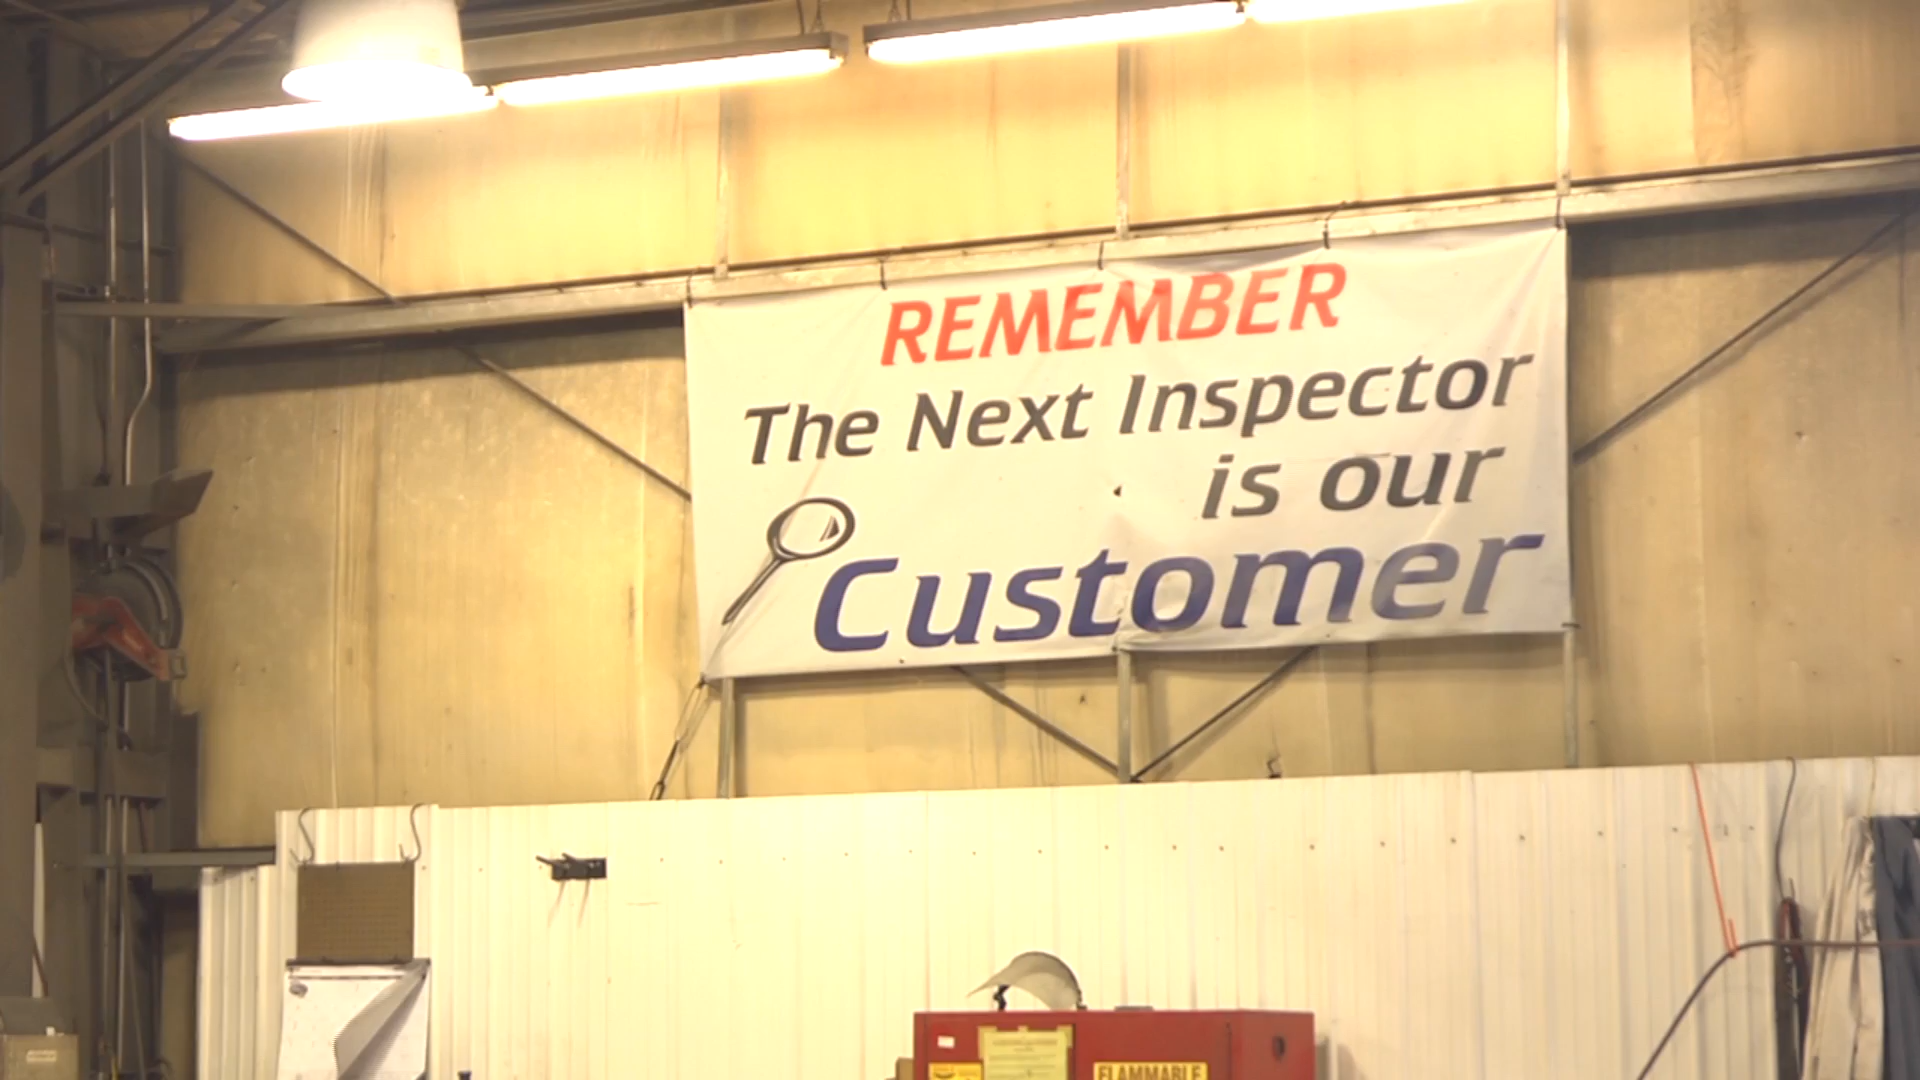 REMEMBER
The Next Inspector
is our
Customer
FLAMMABLE